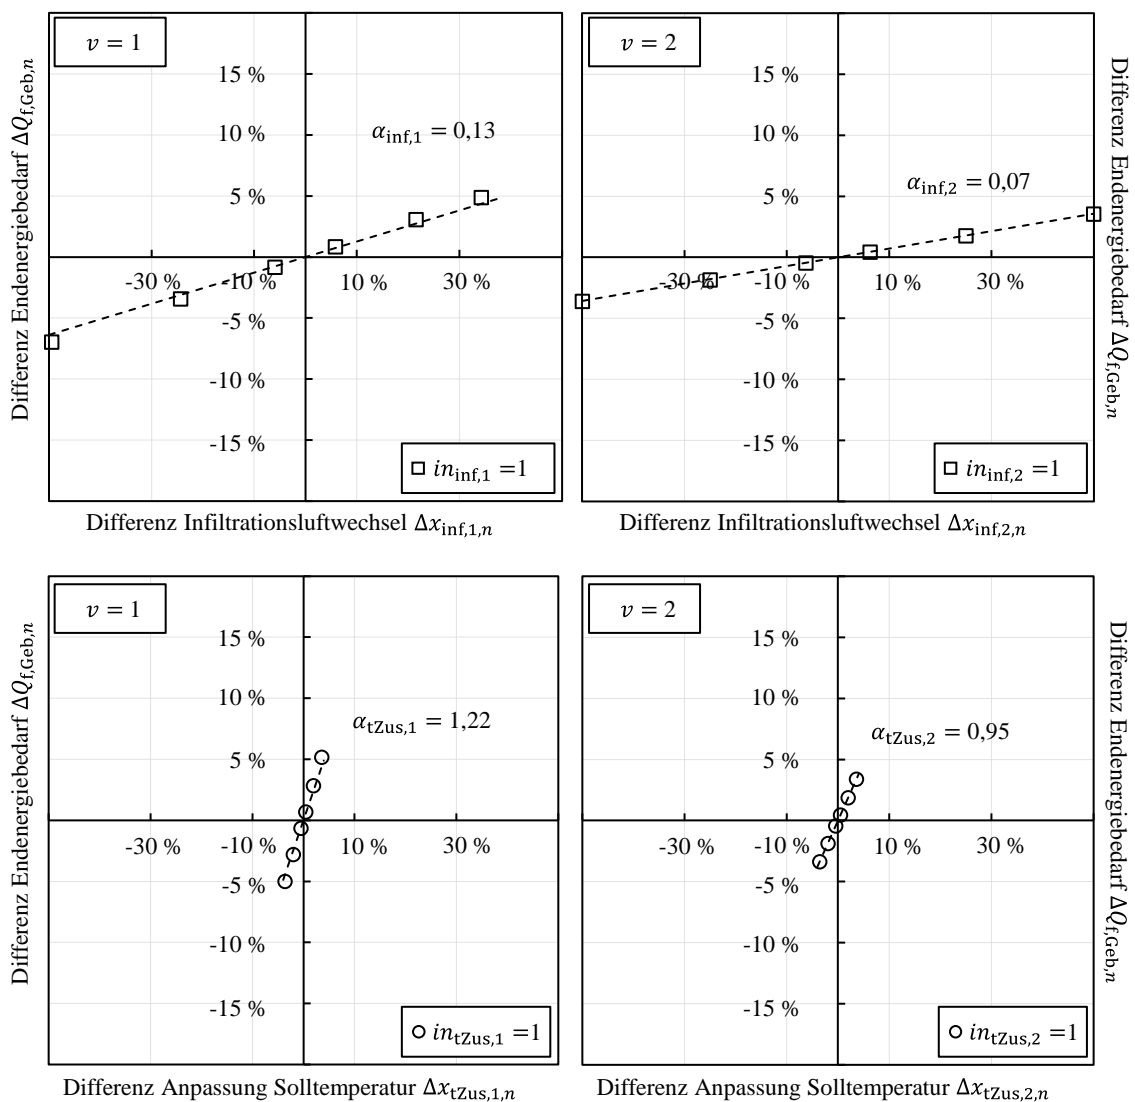 v = 1
15 %
10 %
5 %
α_inf,1 = 0,13
-30 %
-10 %
10 %
30 %
-5 %
-10 %
-15 %
in_inf,1 =1
Differenz Endenergiebedarf ΔQ_f,Geb,n
Differenz Infiltrationsluftwechsel Δx_inf,1,n
v = 2
15 %
10 %
5 %
α_inf,2 = 0,07
-30 %
-10 %
10 %
30 %
-5 %
-10 %
-15 %
in_inf,2 =1
Differenz Endenergiebedarf ΔQ_f,Geb,n
Differenz Infiltrationsluftwechsel Δx_inf,2,n
v = 1
15 %
10 %
5 %
α_tZus,1 = 1,22
-30 %
-10 %
10 %
30 %
-5 %
-10 %
-15 %
in_tZus,1 =1
Differenz Endenergiebedarf ΔQ_f,Geb,n
Differenz Anpassung Solltemperatur Δx_tZus,1,n
v = 2
15 %
10 %
5 %
α_tZus,2 = 0,95
-30 %
-10 %
10 %
30 %
-5 %
-10 %
-15 %
in_tZus,2 =1
Differenz Endenergiebedarf ΔQ_f,Geb,n
Differenz Anpassung Solltemperatur Δx_tZus,2,n